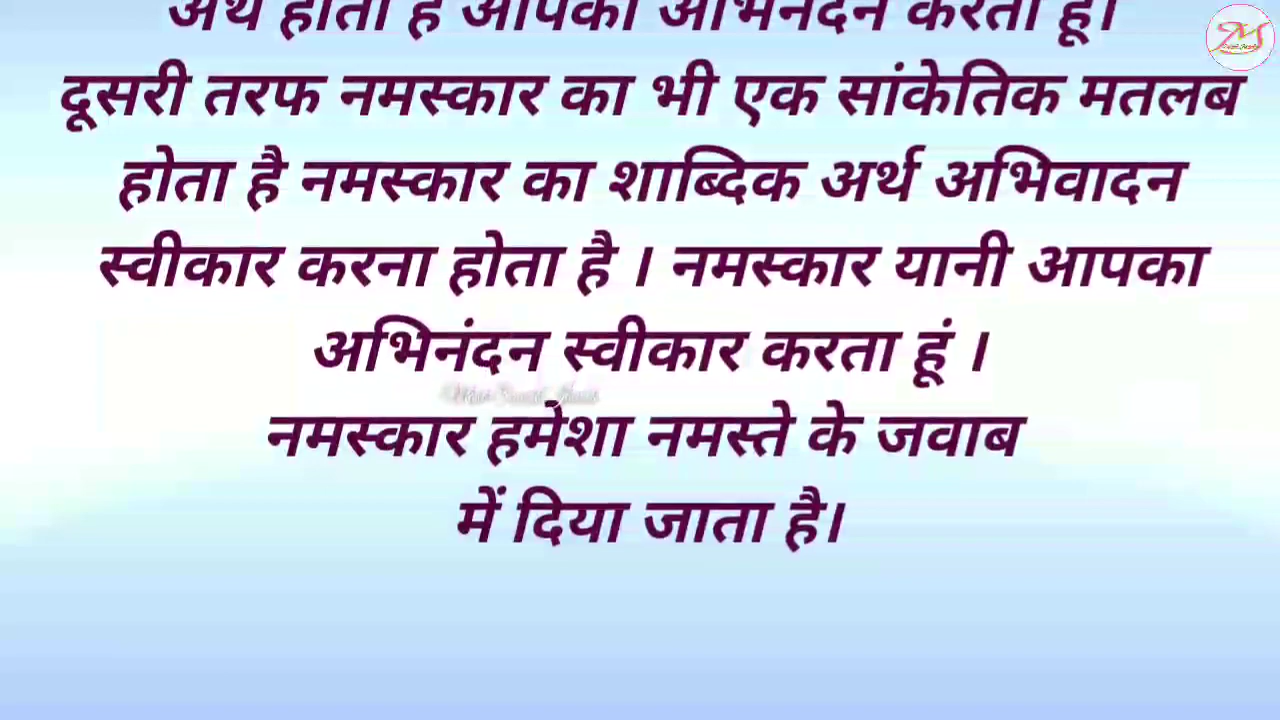 अर्थ होता है आपका अभिनंदन करता हूं।
दूसरी तरफ नमस्कार का भी एक सांकेतिक मतलब
होता है नमस्कार का शाब्दिक अर्थ अभिवादन
स्वीकार करना होता है । नमस्कार यानी आपका
अभिनंदन स्वीकार करता हूं ।
नमस्कार हमेशा नमस्ते के जवाब
में दिया जाता है।